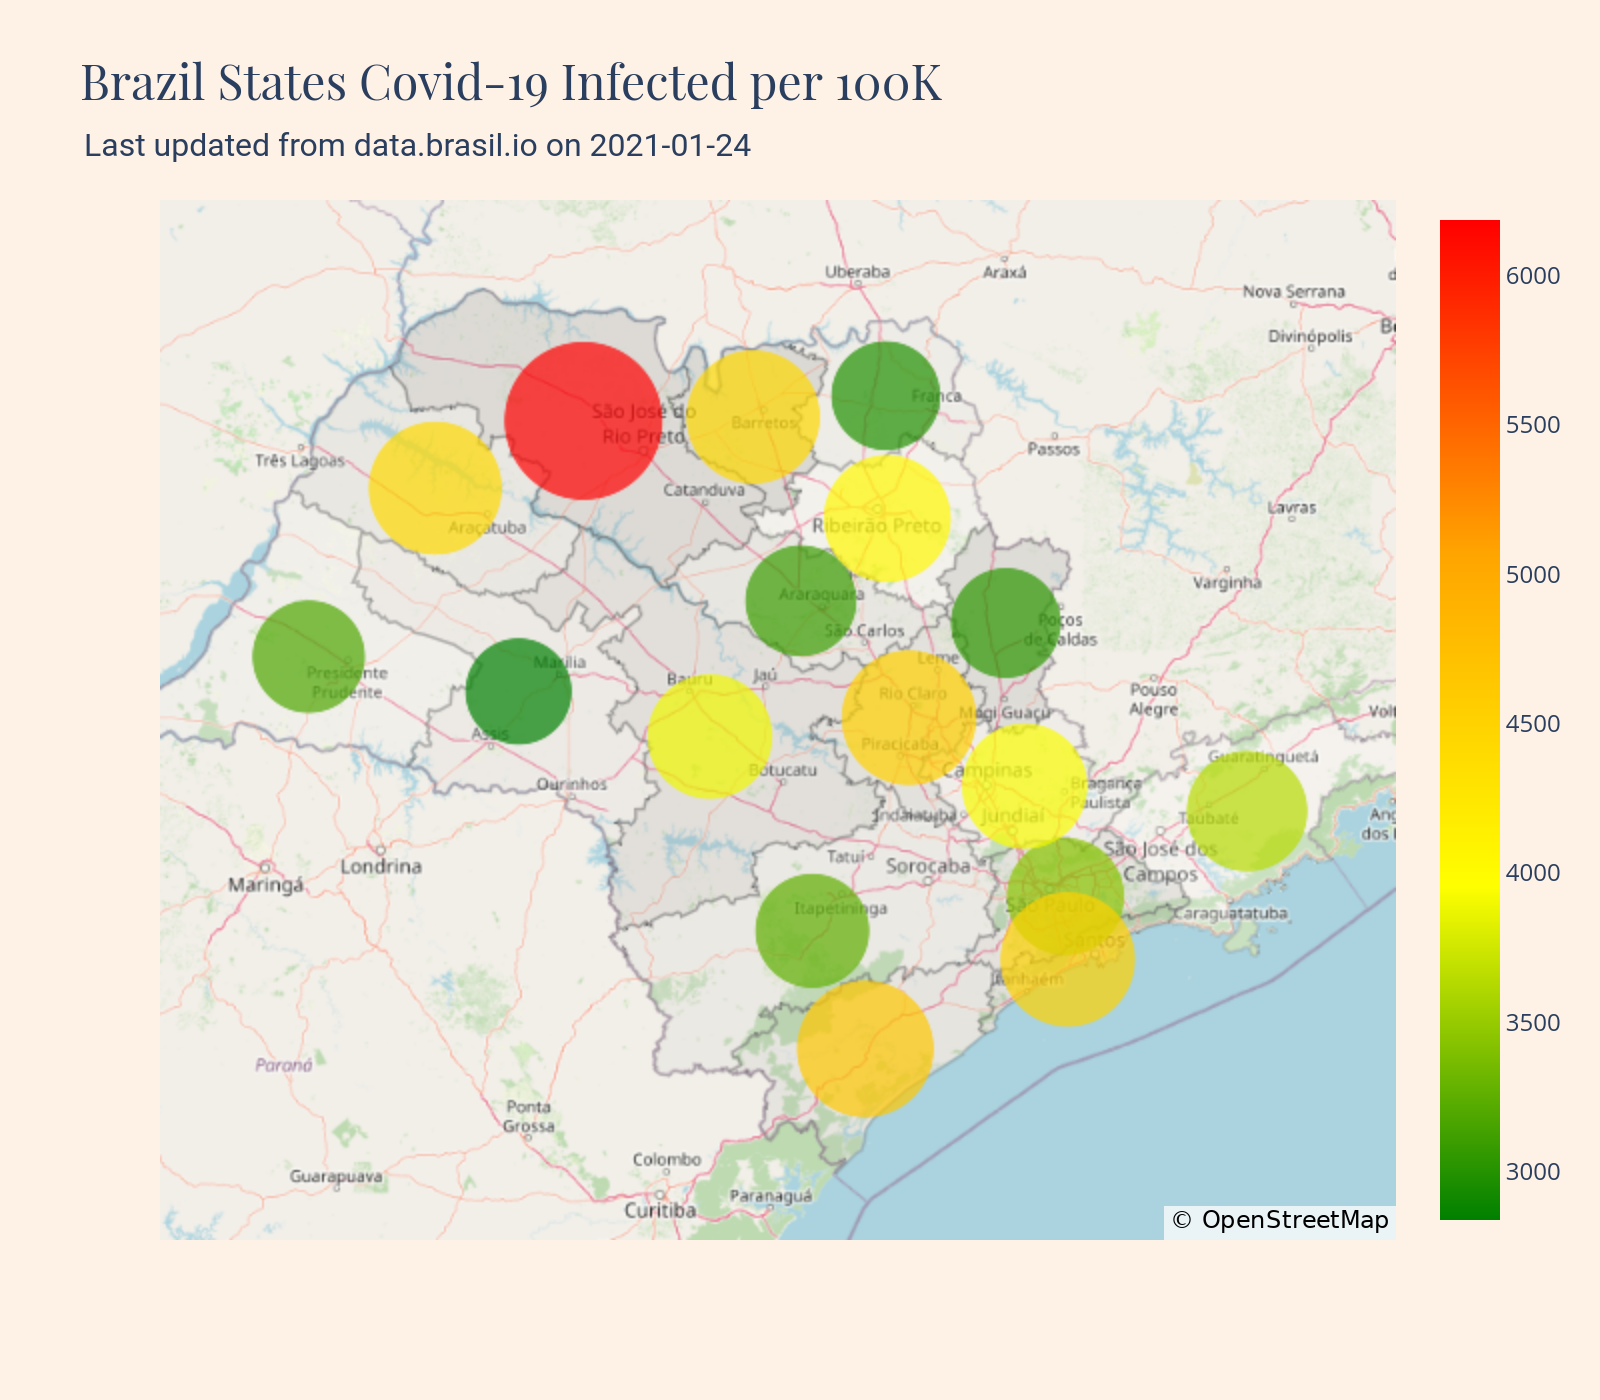 Brazil States Covid-19 Infected per 100K
Last updated from data.brasil.io on 2021-01-24
Uberaba
Araxá
Nova Serrana
Divinópolis
6000
5500
5000
4500
4000
3500
3000
São José do
Rio Preto
Barretos
Franca
Passos
Três Lagoas
Catanduva
Araçatuba
Ribeirão Preto
Lavras
Varginha
Araraquara
São Carlos
Poços
de Caldas
Presidente
Prudente
Marília
Bauru
Jaú
Leme
Rio Claro
Pouso
Alegre
Mogi Guaçu
Assis
Piracicaba
Guaratinguetá
Botucatu
Campinas
Ourinhos
Bragança
Paulista
Indaiatuba
Jundiaí
Taubaté
Londrina
Maringá
Tatuí
Sorocaba
São José dos
Campos
Itapetininga
São Paulo
Caraguatatuba
Santos
Itanhaém
Paraná
Ponta
Grossa
Colombo
Guarapuava
Paranaguá
Curitiba
© OpenStreetMap